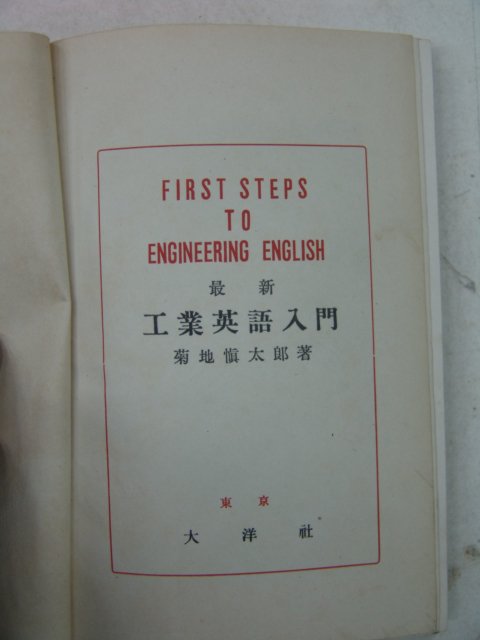 FIRST STEPS
TO
ENGINEERING ENGLISH
最新
工業英語入門
菊地愼太郎著
東京
大洋社